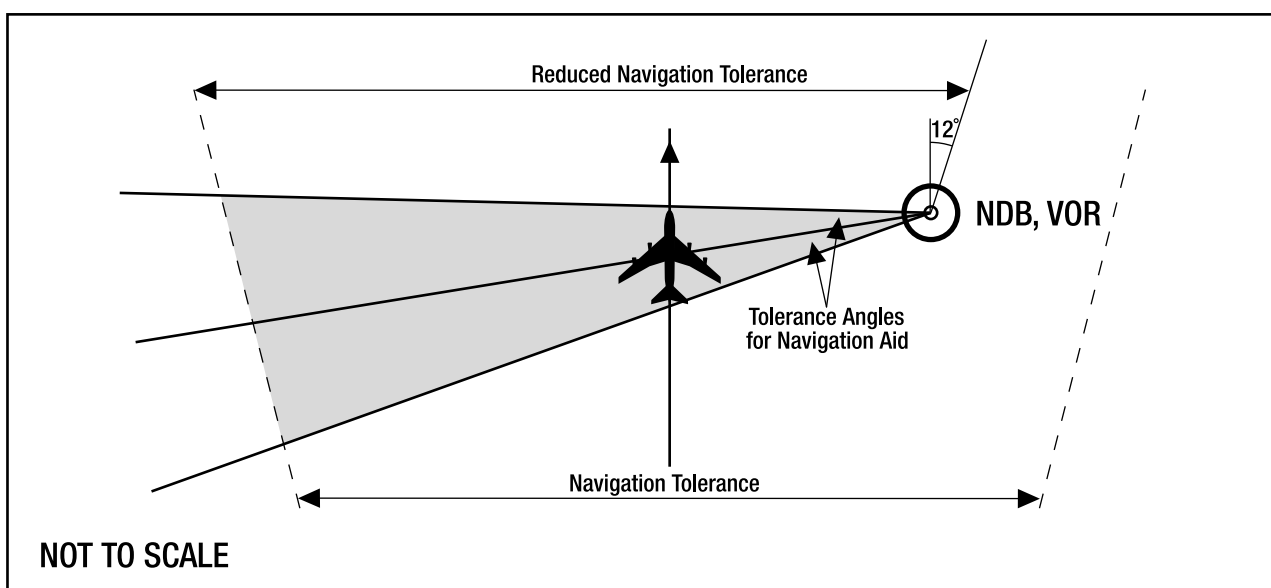 Reduced Navigation Tolerance
12°
NDB, VOR
Tolerance Angles
for Navigation Aid
Navigation Tolerance
NOT TO SCALE